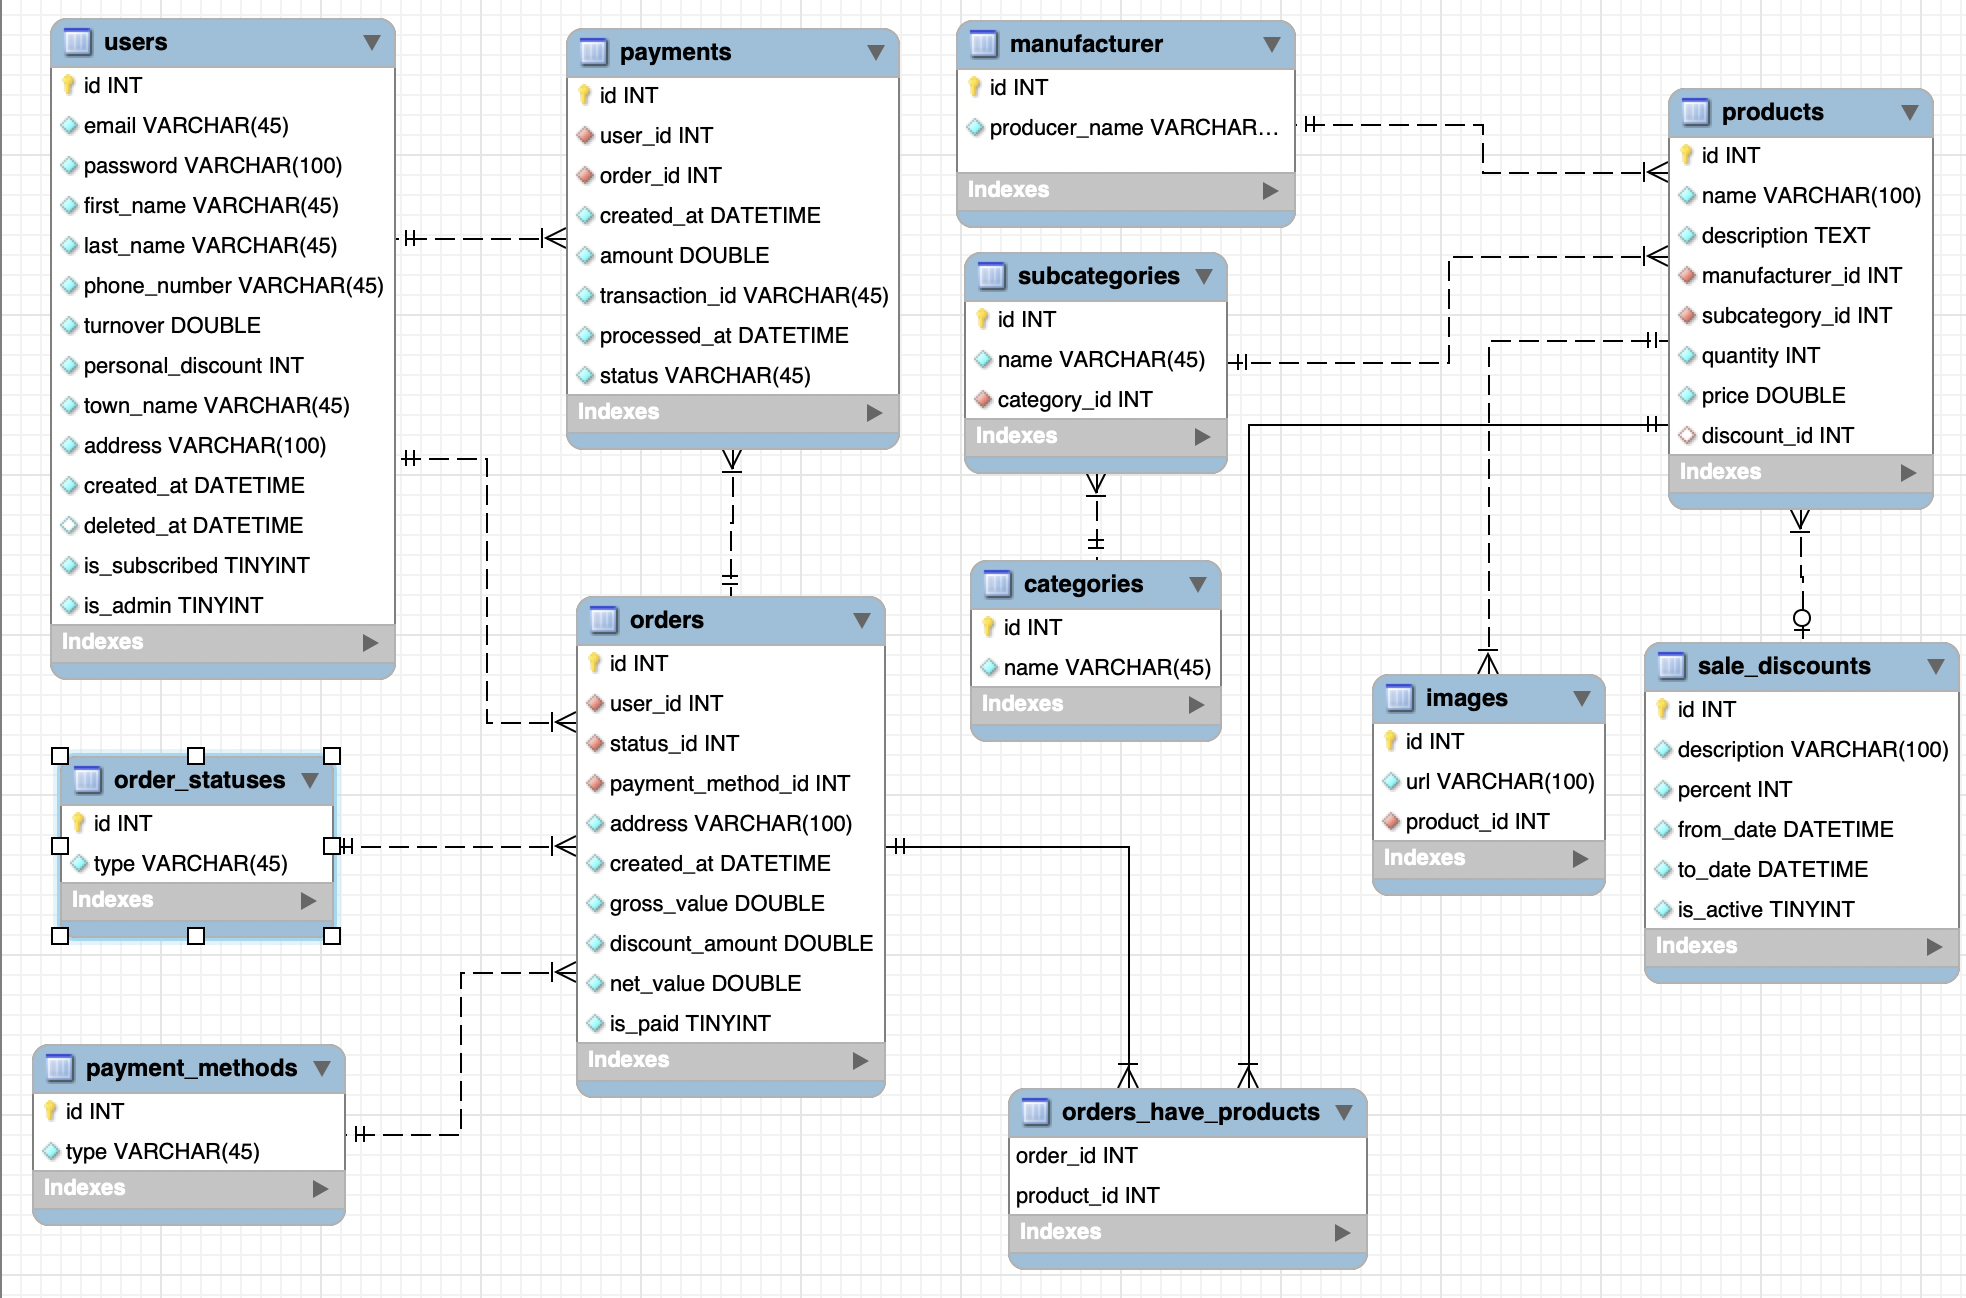 users
id INT
email VARCHAR(45)
password VARCHAR(100)
first_name VARCHAR(45)
last_name VARCHAR(45)
phone_number VARCHAR(45)
turnover DOUBLE
personal_discount INT
town_name VARCHAR(45)
address VARCHAR(100)
created_at DATETIME
deleted_at DATETIME
is_subscribed TINYINT
is_admin TINYINT
Indexes
payments
id INT
user_id INT
order_id INT
created_at DATETIME
amount DOUBLE
transaction_id VARCHAR(45)
processed_at DATETIME
status VARCHAR(45)
Indexes
manufacturer
id INT
producer_name VARCHAR...
Indexes
products
id INT
name VARCHAR(100)
description TEXT
manufacturer_id INT
subcategory_id INT
quantity INT
price DOUBLE
discount_id INT
Indexes
subcategories
id INT
name VARCHAR(45)
category_id INT
Indexes
categories
id INT
name VARCHAR(45)
Indexes
orders
id INT
user_id INT
status_id INT
payment_method_id INT
address VARCHAR(100)
created_at DATETIME
gross_value DOUBLE
discount_amount DOUBLE
net_value DOUBLE
is_paid TINYINT
Indexes
images
id INT
url VARCHAR(100)
product_id INT
Indexes
sale_discounts
id INT
description VARCHAR(100)
percent INT
from_date DATETIME
to_date DATETIME
is_active TINYINT
Indexes
order_statuses
id INT
type VARCHAR(45)
Indexes
payment_methods
id INT
type VARCHAR(45)
Indexes
orders_have_products
order_id INT
product_id INT
Indexes